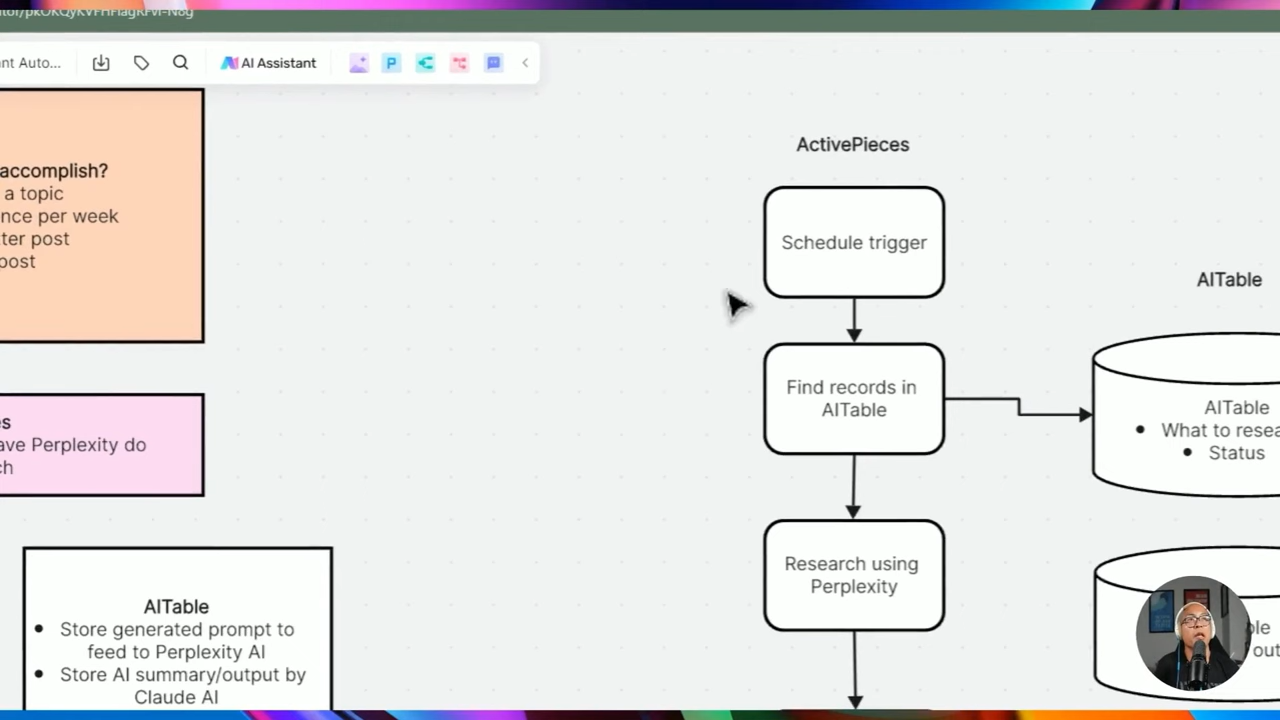 nt Auto...
AI Assistant
P
ActivePieces
accomplish?
a topic
nce per week
ter post
post
Schedule trigger
AITable
Find records in
AITable
AITable
• What to resea
• Status
es
ave Perplexity do
ch
Research using
Perplexity
AITable
• Store generated prompt to
feed to Perplexity AI
• Store AI summary/output by
Claude AI
ble
out